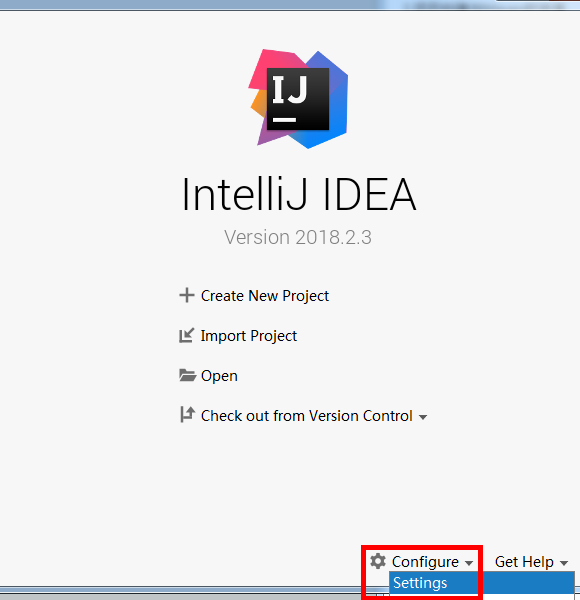 IJ
IntelliJ IDEA
Version 2018.2.3
Create New Project
Import Project
Open
Check out from Version Control
Configure Get Help
Settings